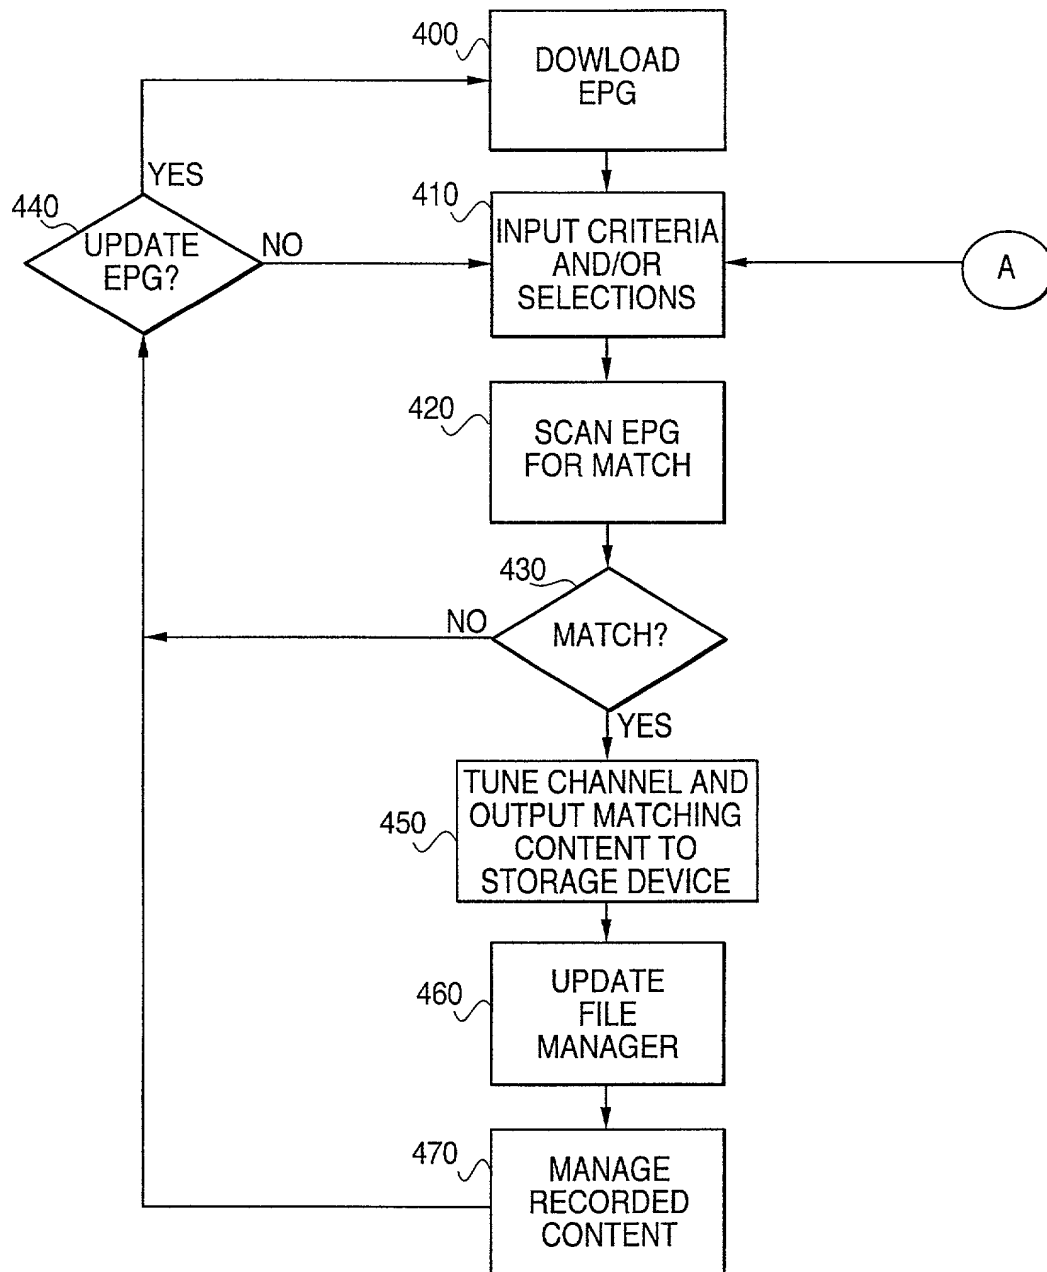 400
DOWLOAD
EPG
YES
440
UPDATE
EPG?
NO
410
INPUT CRITERIA
AND/OR
SELECTIONS
A
420
SCAN EPG
FOR MATCH
430
NO
MATCH?
YES
450
TUNE CHANNEL AND
OUTPUT MATCHING
CONTENT TO
STORAGE DEVICE
460
UPDATE
FILE
MANAGER
470
MANAGE
RECORDED
CONTENT